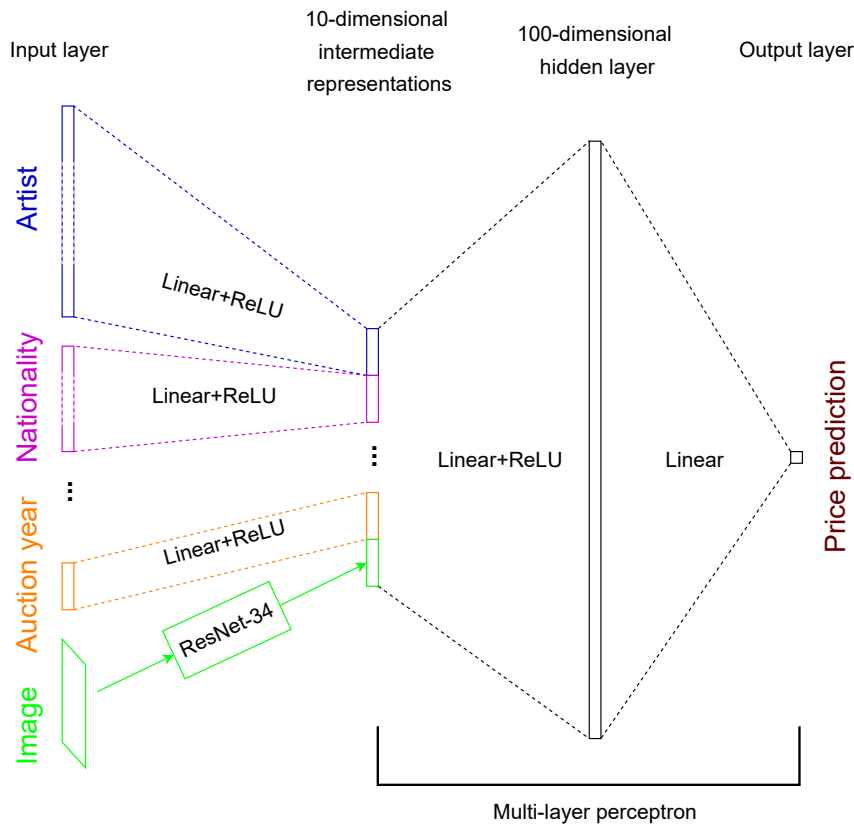 Input layer
10-dimensional
intermediate
representations
100-dimensional
hidden layer
Output layer
Artist
Linear+ReLU
Nationality
Linear+ReLU
...
...
Linear+ReLU
Linear
Price prediction
Auction year
Linear+ReLU
ResNet-34
Image
Multi-layer perceptron